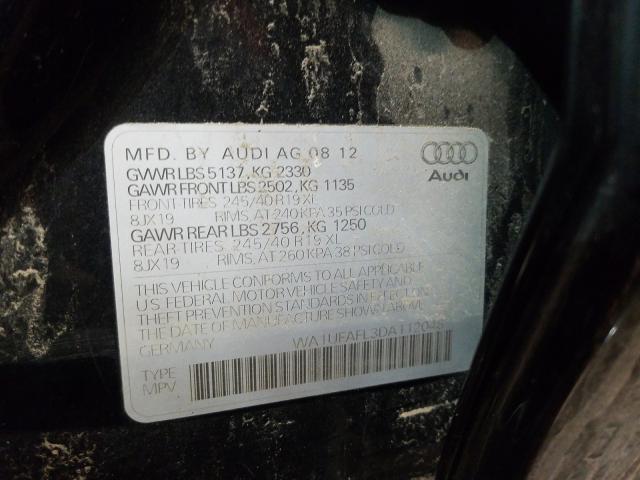 MFD. BY AUDI AG 08 12
GVWR LBS 5137, KG 2330
GAWR FRONT LBS 2502, KG 1135
FRONT TIRES 245/40 R19 XL
8JX19 RIMS, AT 240 KPA 35 PSI COLD
GAWR REAR LBS 2756, KG 1250
REAR TIRES 245/40 R19 XL
8JX19 RIMS, AT 260 KPA 38 PSI COLD
Audi
THIS VEHICLE CONFORMS TO ALL APPLICABLE
U.S. FEDERAL MOTOR VEHICLE SAFETY BUMPER AND
THEFT PREVENTION STANDARDS IN EFFECT ON
THE DATE OF MANUFACTURE SHOWN ABOVE
GERMANY WA1UFAFL3DA112048
TYPE
MPV